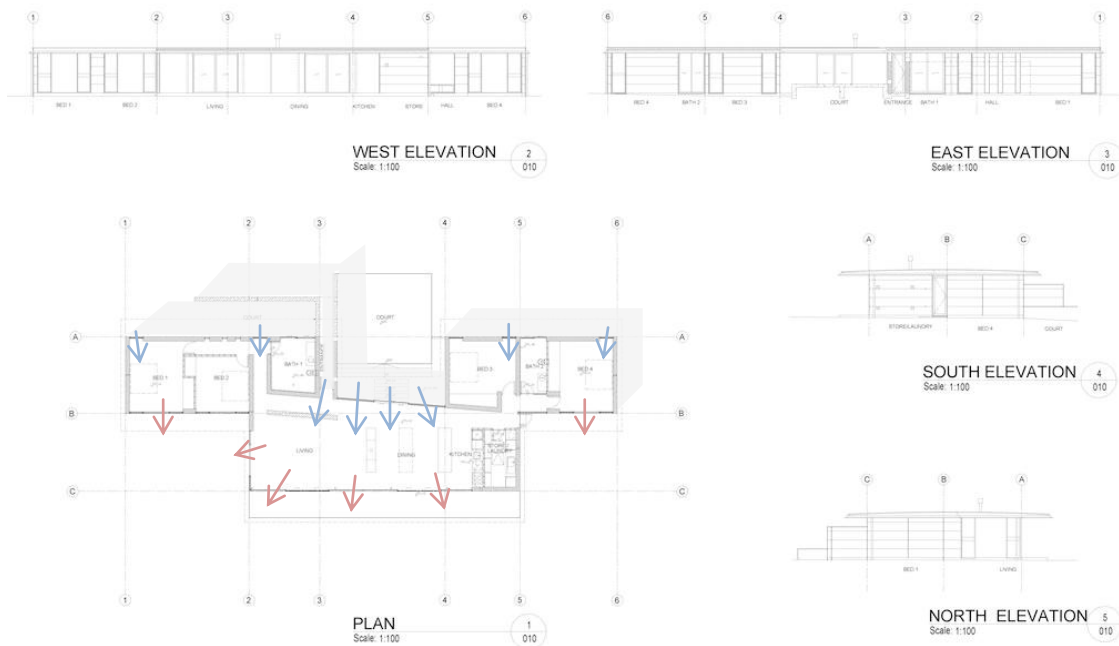 1 2 3 4 5 6
BED 1 BED 2 LIVING DINING KITCHEN STORE HALL BED 4
WEST ELEVATION 2
Scale: 1:100 010
6 5 4 3 2 1
BED 4 BATH 2 BED 3 COURT ENTRANCE BATH 1 HALL BED 1
EAST ELEVATION 3
Scale: 1:100 010
1 2 3 4 5 6
COURT
COURT
A A
BATH 1
ENTRANCE
BED 1 BED 2 BED 3 BATH 2 BED 4
B B
LIVING DINING KITCHEN STORE
LAUNDRY
C C
1 2 3 4 5 6
PLAN 1
Scale: 1:100 010
A B C
STORE/LAUNDRY BED 4 COURT
SOUTH ELEVATION 4
Scale: 1:100 010
C B A
BED 1 LIVING
NORTH ELEVATION 5
Scale: 1:100 010